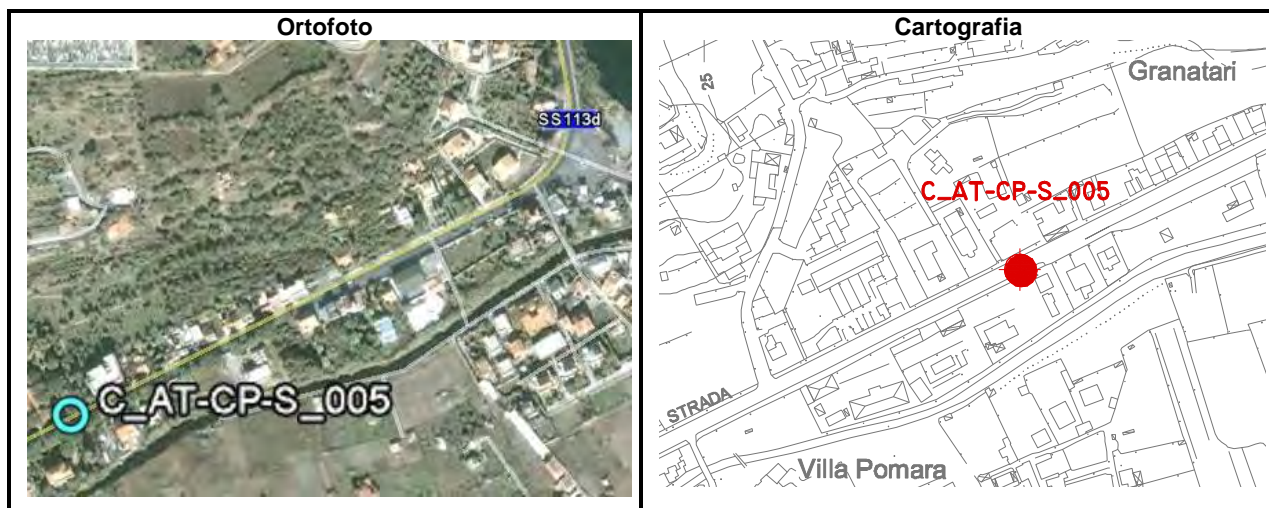 Ortofoto
Cartografia
SS113d
C_AT-CP-S_005
25
Granatari
C_AT-CP-S_005
STRADA
Villa Pomara